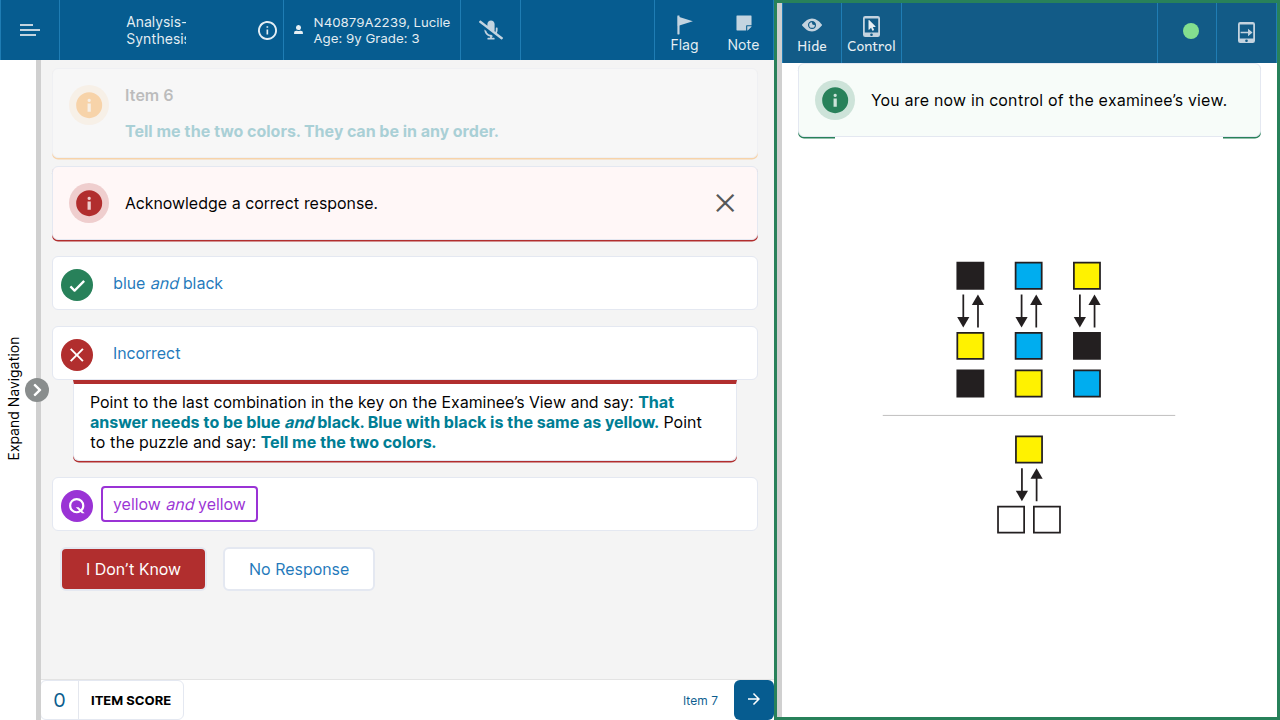 Analysis-
Synthesis
N40879A2239, Lucile
Age: 9y Grade: 3
Flag
Note
Hide
Control
Item 6
Tell me the two colors. They can be in any order.
Acknowledge a correct response.
blue and black
Incorrect
Point to the last combination in the key on the Examinee’s View and say: That
answer needs to be blue and black. Blue with black is the same as yellow. Point
to the puzzle and say: Tell me the two colors.
Q
yellow and yellow
I Don’t Know
No Response
Expand Navigation
0
ITEM SCORE
Item 7
You are now in control of the examinee’s view.